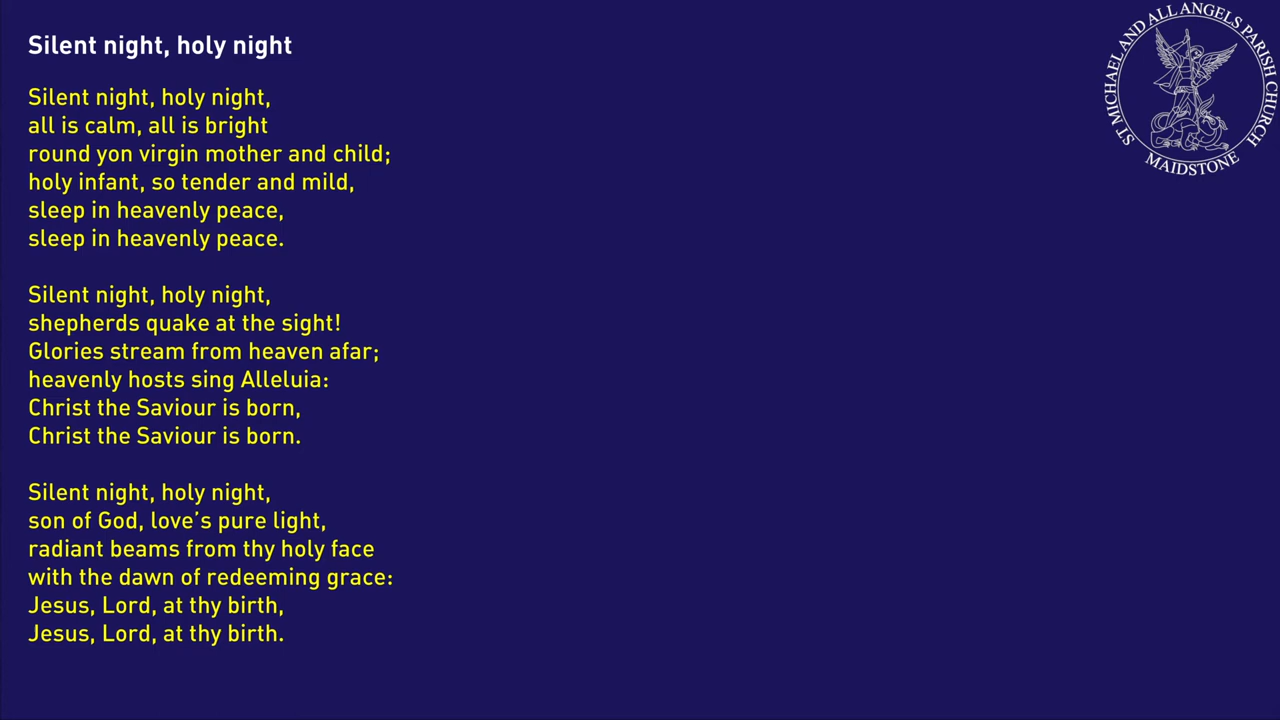 Silent night, holy night
Silent night, holy night,
all is calm, all is bright
round yon virgin mother and child;
holy infant, so tender and mild,
sleep in heavenly peace,
sleep in heavenly peace.
Silent night, holy night,
shepherds quake at the sight!
Glories stream from heaven afar;
heavenly hosts sing Alleluia:
Christ the Saviour is born,
Christ the Saviour is born.
Silent night, holy night,
son of God, love’s pure light,
radiant beams from thy holy face
with the dawn of redeeming grace:
Jesus, Lord, at thy birth,
Jesus, Lord, at thy birth.
ST MICHAEL AND ALL ANGELS PARISH CHURCH
MAIDSTONE